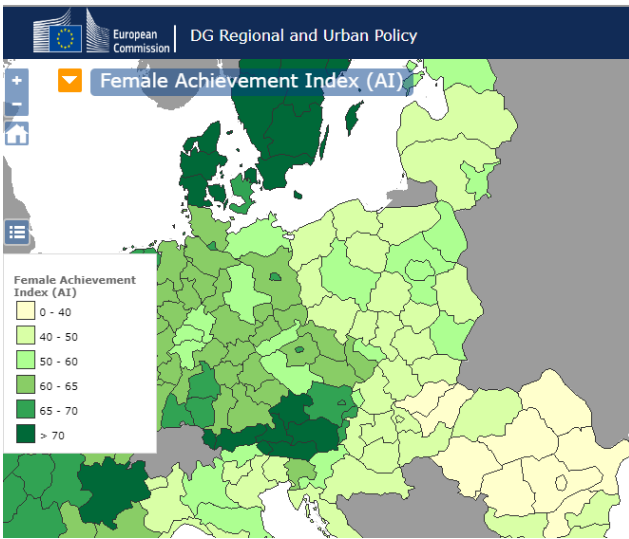 European
Commission
DG Regional and Urban Policy
+
Female Achievement Index (AI)
−
Female Achievement
Index (AI)
0 - 40
40 - 50
50 - 60
60 - 65
65 - 70
> 70